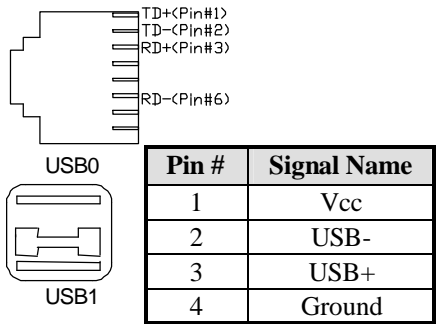 TD+(Pin#1)
TD-(Pin#2)
RD+(Pin#3)
RD-(Pin#6)
USB0
USB1
Pin # Signal Name
1 Vcc
2 USB-
3 USB+
4 Ground